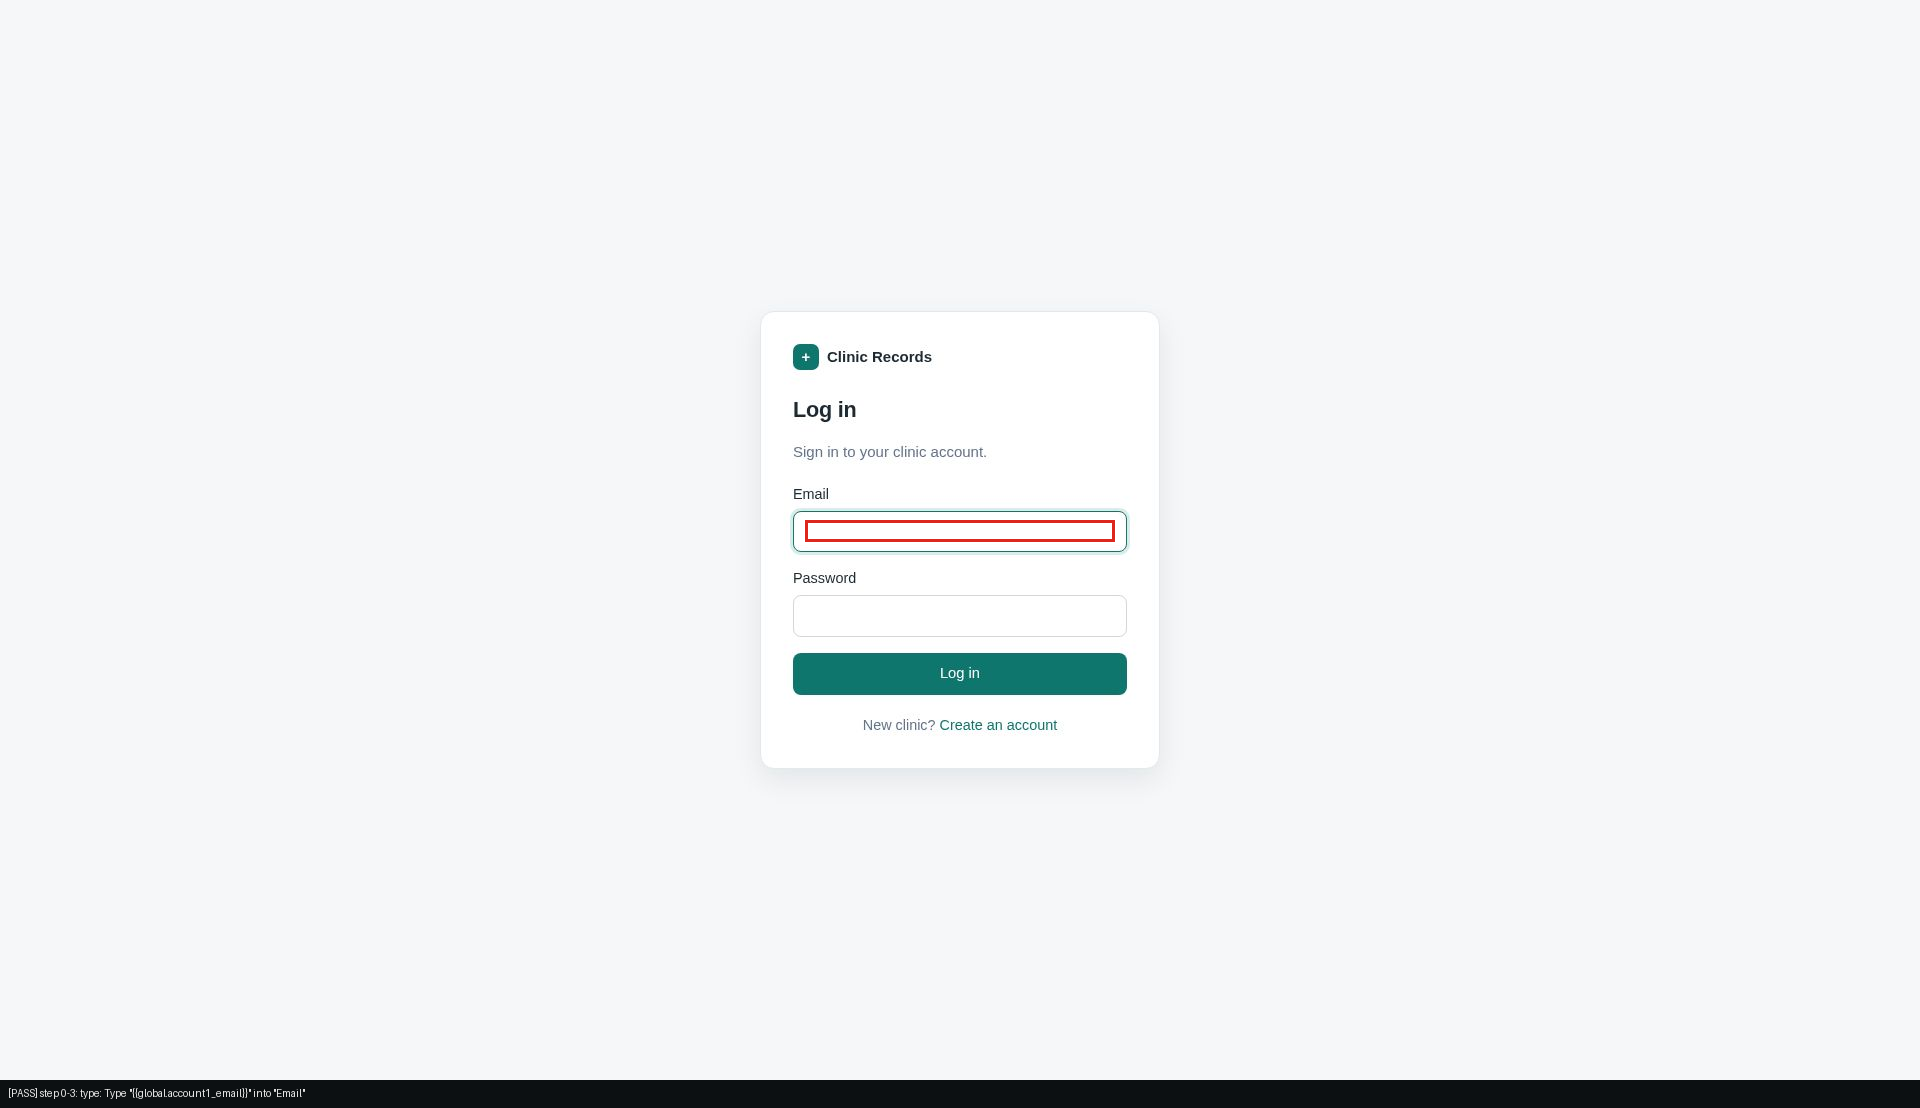 + Clinic Records
Log in
Sign in to your clinic account.
Email
Password
Log in
New clinic? Create an account
[PASS] step 0-3: type: Type "{{global.account1_email}}" into "Email"